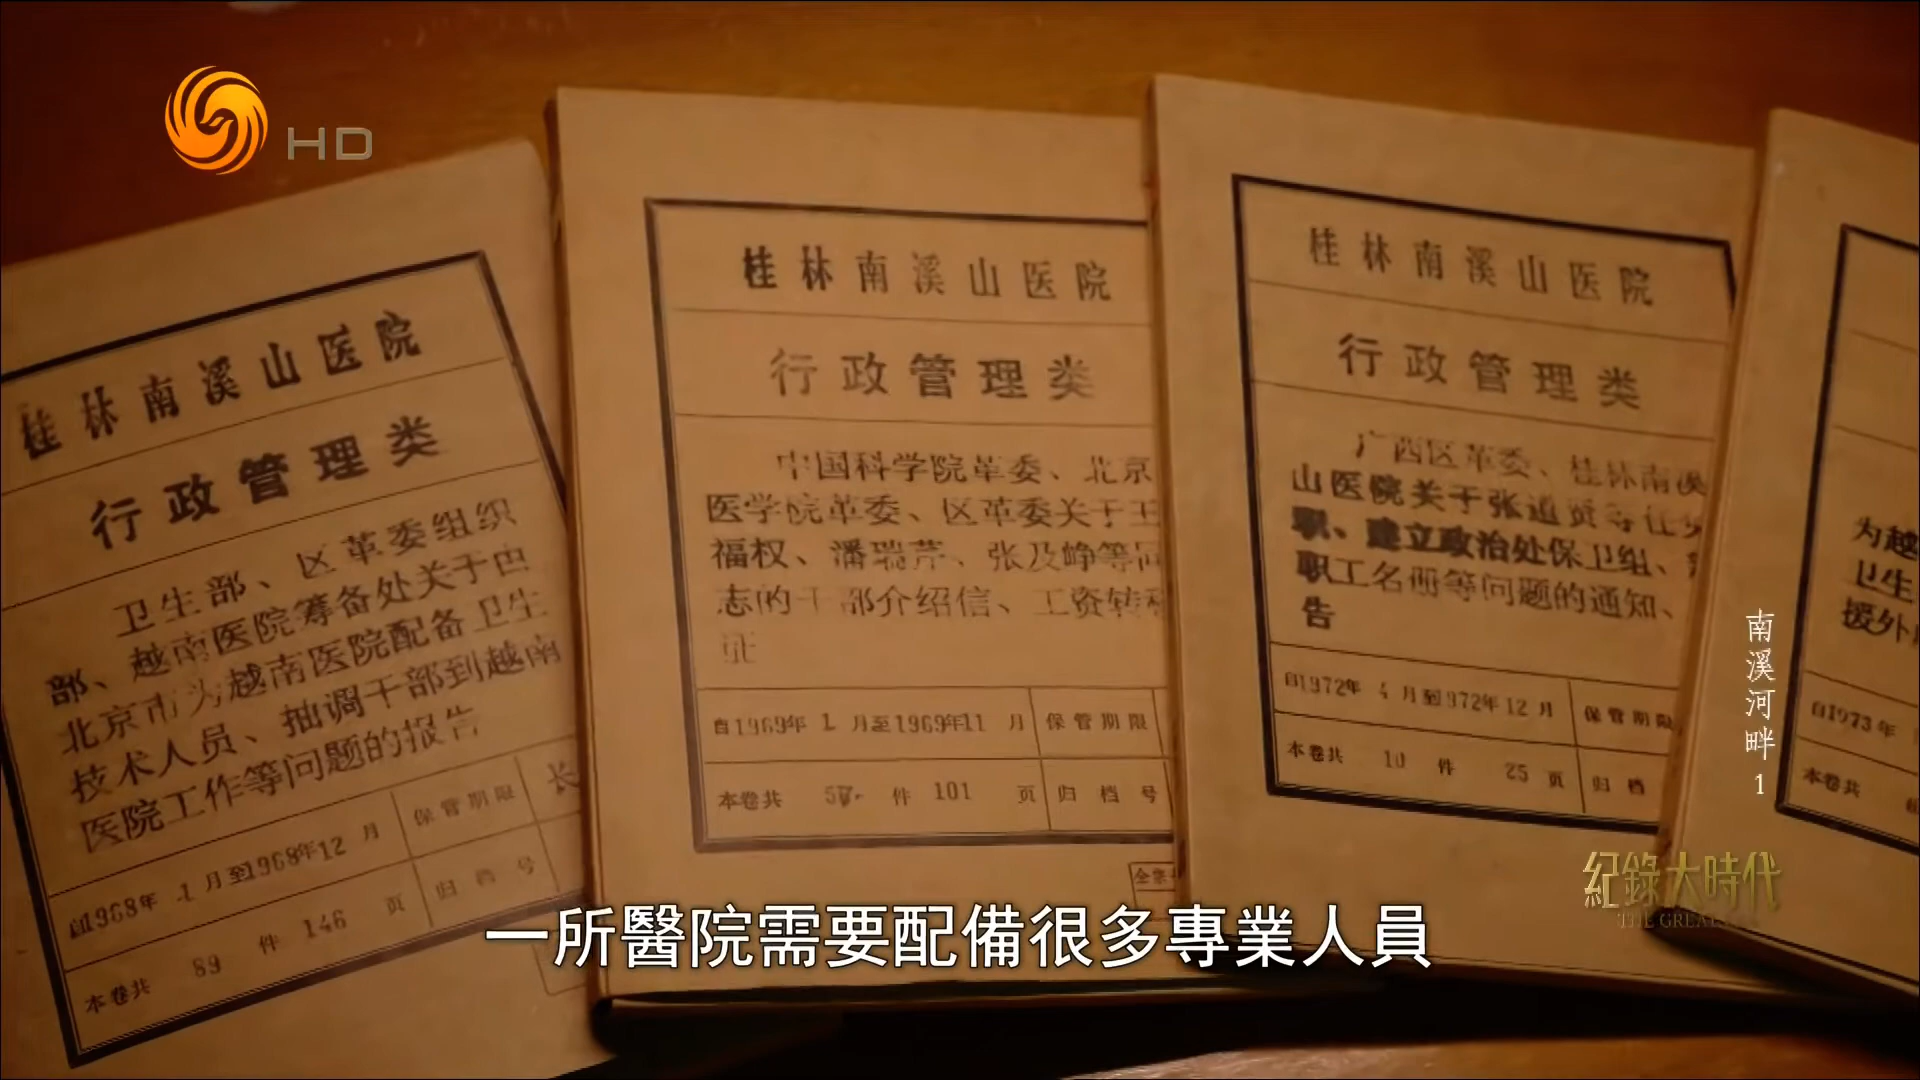 HD
桂林南溪山医院
行政管理类
卫生部、区革委组织
部、越南医院筹备处关于由
北京市为越南医院配备卫生
技术人员、抽调干部到越南
医院工作等问题的报告
自1968年1月至1968年12月
保管期限
长
本卷共 89 件 146 页
归档号
桂林南溪山医院
行政管理类
中国科学院革委、北京
医学院革委、区革委关于王
福权、潘瑞芹、张及峥等同
志的干部介绍信、工资转移
证
自1969年1月至1969年11月
保管期限
本卷共 件 101 页
归档号
全宗
桂林南溪山医院
行政管理类
广西区革委、桂林南溪
山医院关于张道贤等任免
职、建立政治处保卫组、
职工名册等问题的通知、
告
自1972年4月至972年12月
保管期限
本卷共 10 件 25 页
归档
为越
卫生
援外
自1973年
本卷共
南溪河畔 1
紀錄大時代
THE GREAT
一所醫院需要配備很多專業人員